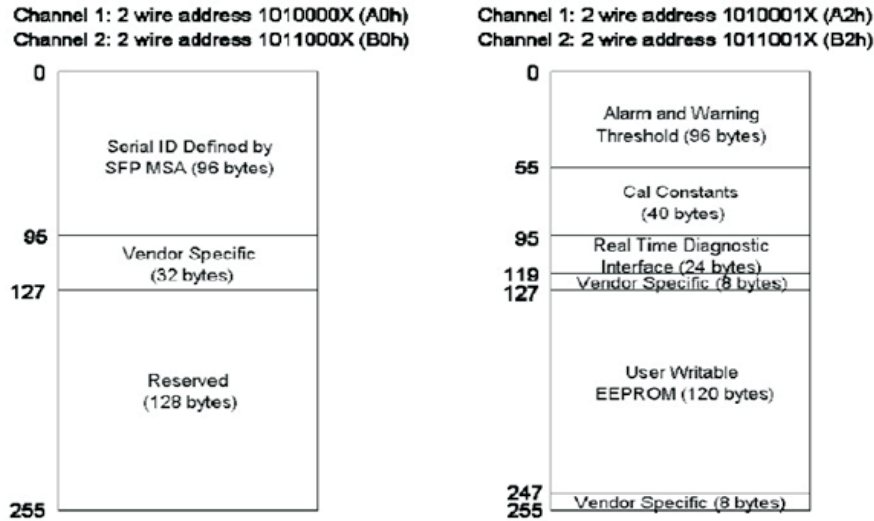 Channel 1: 2 wire address 1010000X (A0h)
Channel 2: 2 wire address 1011000X (B0h)
0
Serial ID Defined by
SFP MSA (96 bytes)
95
Vendor Specific
(32 bytes)
127
Reserved
(128 bytes)
255
Channel 1: 2 wire address 1010001X (A2h)
Channel 2: 2 wire address 1011001X (B2h)
0
Alarm and Warning
Threshold (96 bytes)
55
Cal Constants
(40 bytes)
95
Real Time Diagnostic
Interface (24 bytes)
119
Vendor Specific (8 bytes)
127
User Writable
EEPROM (120 bytes)
247
Vendor Specific (8 bytes)
255